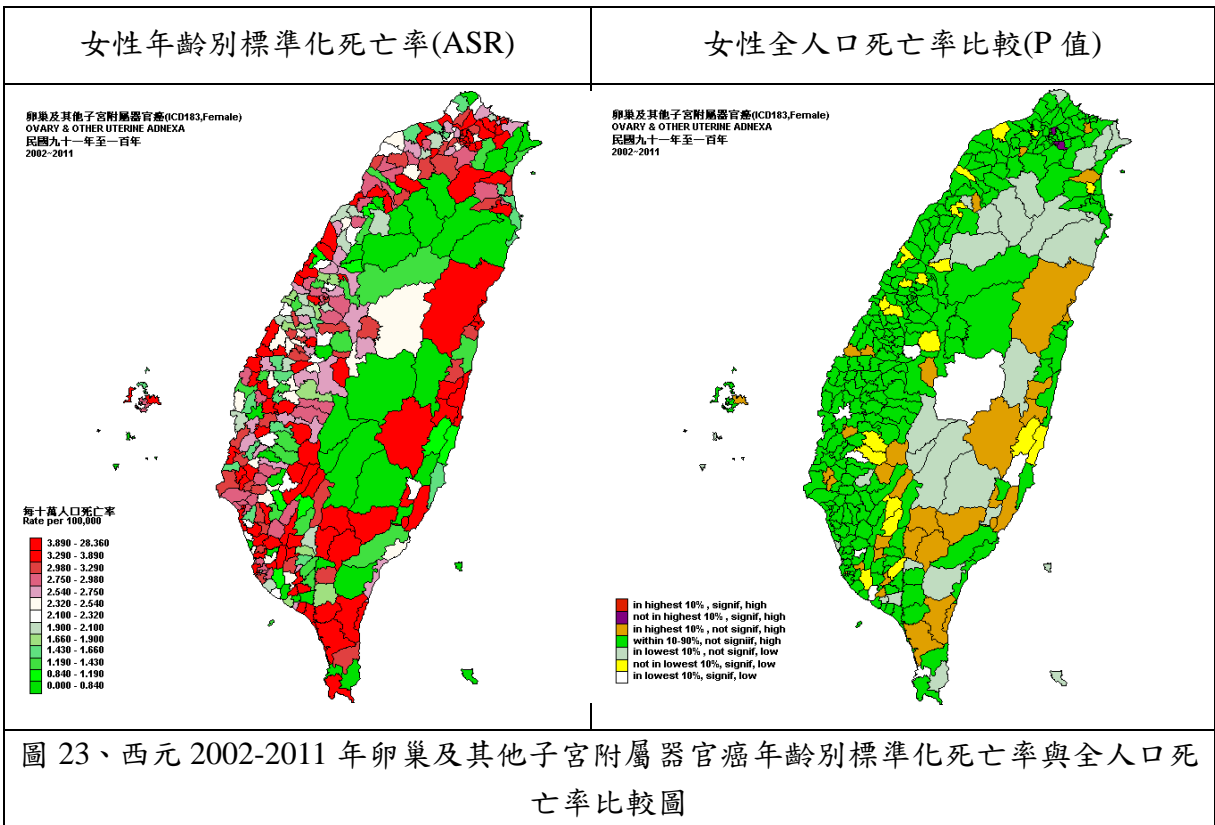 女性年齡別標準化死亡率(ASR)
女性全人口死亡率比較(P 值)
卵巢及其他子宮附屬器官癌(ICD183,Female)
OVARY & OTHER UTERINE ADNEXA
民國九十一年至一百年
2002~2011
每十萬人口死亡率
Rate per 100,000
3.890 - 28.360
3.290 - 3.890
2.980 - 3.290
2.750 - 2.980
2.540 - 2.750
2.320 - 2.540
2.100 - 2.320
1.900 - 2.100
1.660 - 1.900
1.430 - 1.660
1.190 - 1.430
0.840 - 1.190
0.000 - 0.840
卵巢及其他子宮附屬器官癌(ICD183,Female)
OVARY & OTHER UTERINE ADNEXA
民國九十一年至一百年
2002~2011
in highest 10% , signif, high
not in highest 10% , signif, high
in highest 10% , not signif, high
within 10-90%, not signiif, high
in lowest 10% , not signif, low
not in lowest 10%, signif, low
in lowest 10%, signif, low
圖 23、西元 2002-2011 年卵巢及其他子宮附屬器官癌年齡別標準化死亡率與全人口死
亡率比較圖